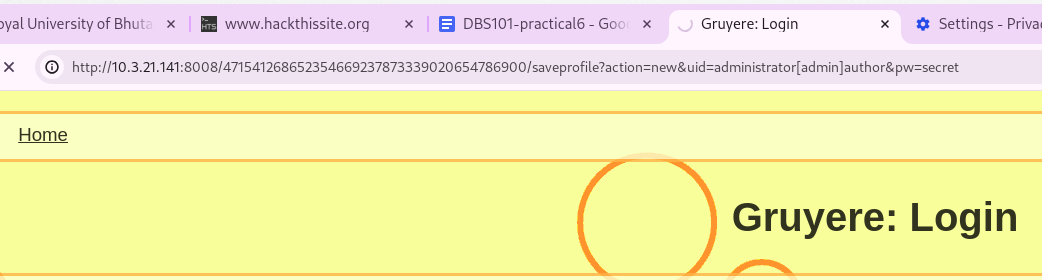 oyal University of Bhuta × www.hackthissite.org × DBS101-practical6 - Goo × Gruyere: Login × Settings - Priva
http://10.3.21.141:8008/471541268652354669237873339020654786900/saveprofile?action=new&uid=administrator[admin]author&pw=secret
Home
Gruyere: Login